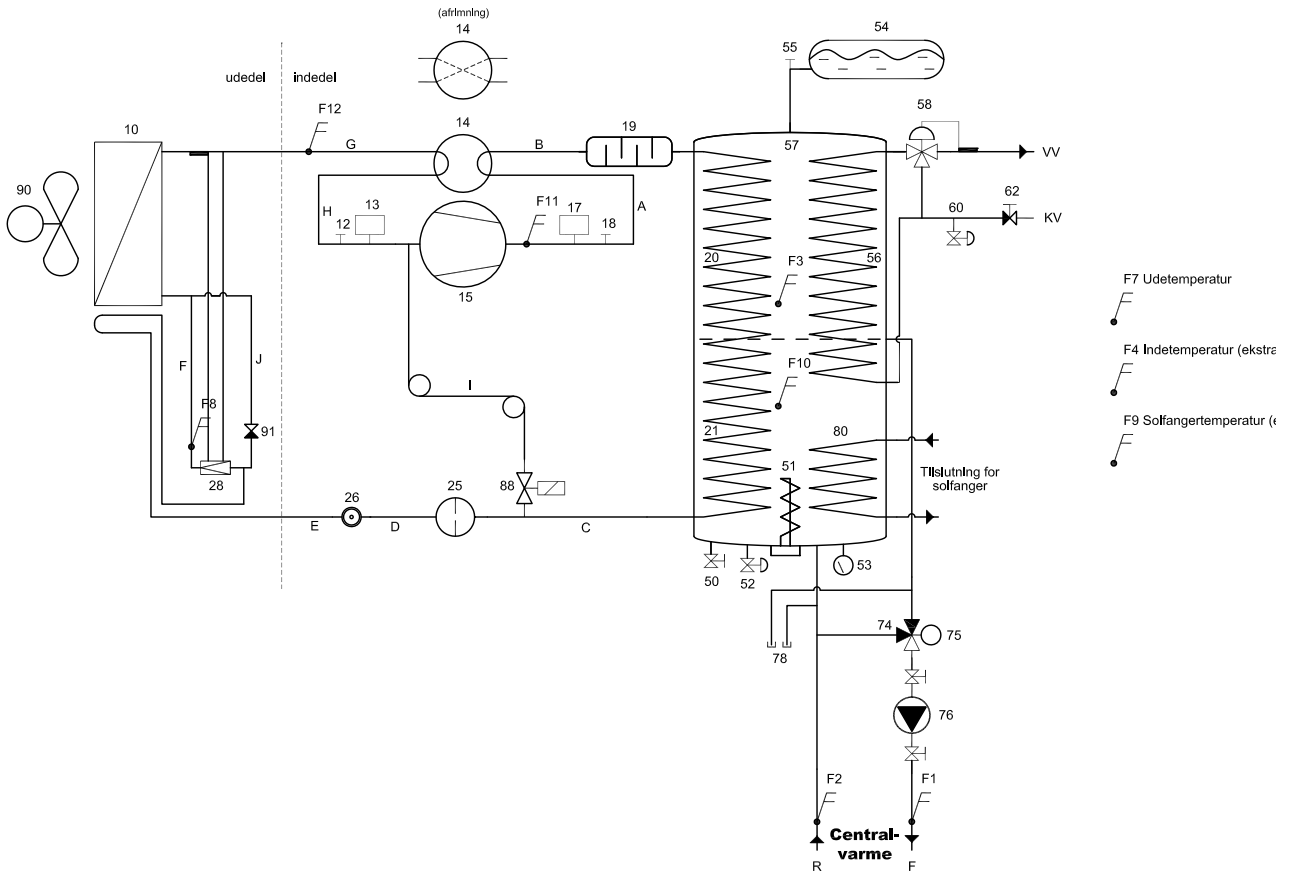 (afrimning)
14
54
55
udedel
indedel
F12
58
10
14
19
G
B
57
VV
90
62
13
F11
17
A
60
H
12
18
KV
20
F3
56
15
F7 Udetemperatur
F10
F4 Indetemperatur (ekstra
F
J
I
F8
F9 Solfangertemperatur (e
91
21
80
51
Tilslutning for
solfanger
28
26
25
88
E
D
C
50
52
53
74
75
78
76
F2
F1
Central-
varme
R
F